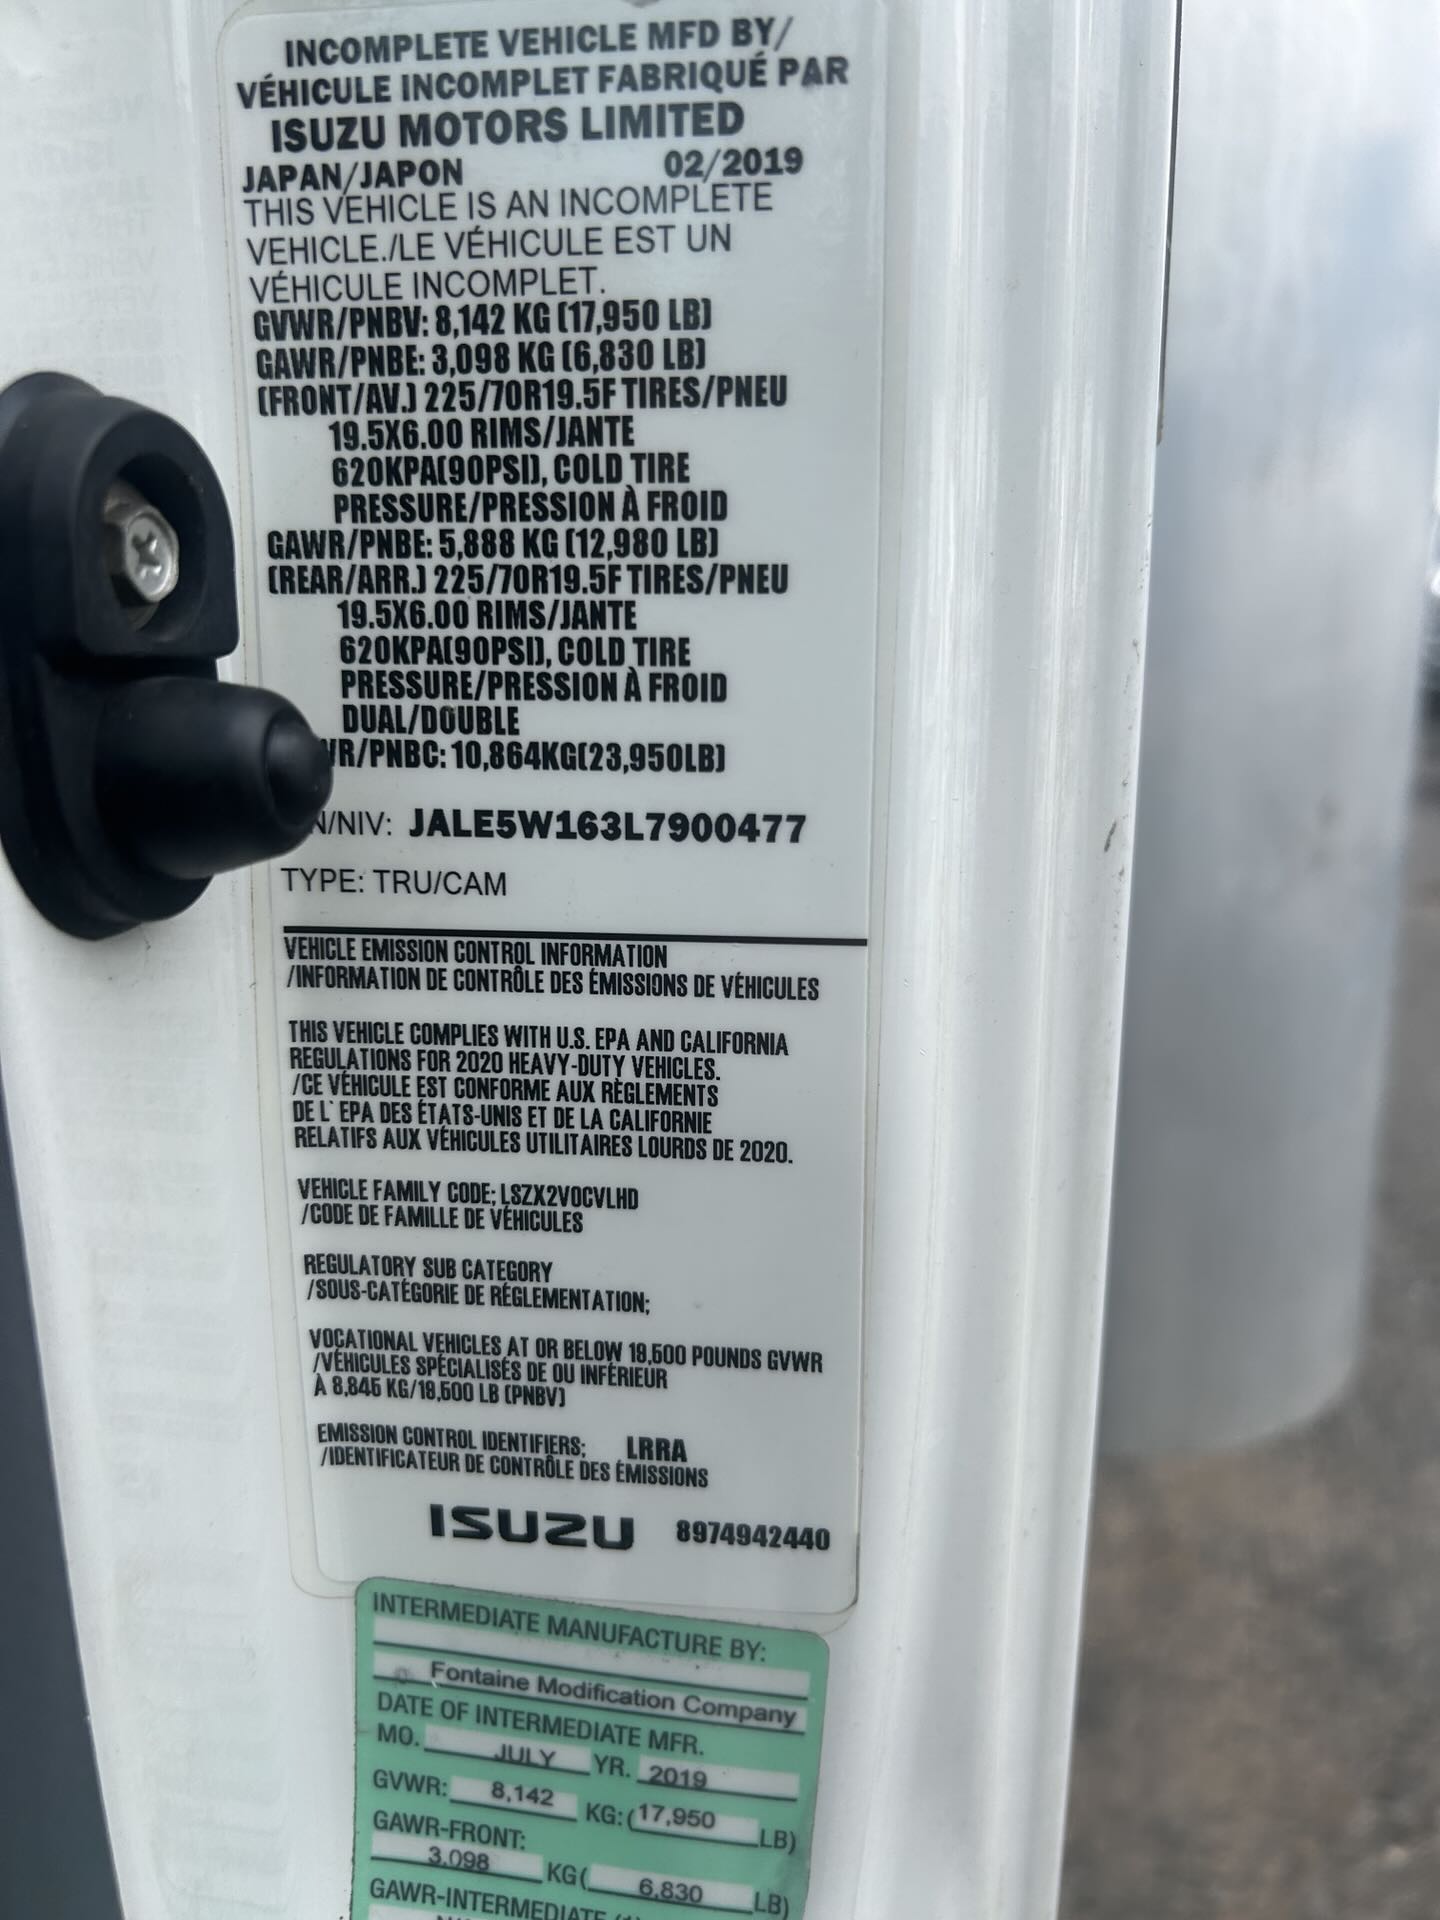 INCOMPLETE VEHICLE MFD BY/
VÉHICULE INCOMPLET FABRIQUÉ PAR
ISUZU MOTORS LIMITED
JAPAN/JAPON 02/2019
THIS VEHICLE IS AN INCOMPLETE
VEHICLE./LE VÉHICULE EST UN
VÉHICULE INCOMPLET.
GVWR/PNBV: 8,142 KG (17,950 LB)
GAWR/PNBE: 3,098 KG (6,830 LB)
(FRONT/AV.) 225/70R19.5F TIRES/PNEU
19.5X6.00 RIMS/JANTE
620KPA(90PSI), COLD TIRE
PRESSURE/PRESSION À FROID
GAWR/PNBE: 5,888 KG (12,980 LB)
(REAR/ARR.) 225/70R19.5F TIRES/PNEU
19.5X6.00 RIMS/JANTE
620KPA(90PSI), COLD TIRE
PRESSURE/PRESSION À FROID
DUAL/DOUBLE
WR/PNBC: 10,864KG(23,950LB)
N/NIV: JALE5W163L7900477
TYPE: TRU/CAM
VEHICLE EMISSION CONTROL INFORMATION
/INFORMATION DE CONTRÔLE DES ÉMISSIONS DE VÉHICULES
THIS VEHICLE COMPLIES WITH U.S. EPA AND CALIFORNIA
REGULATIONS FOR 2020 HEAVY-DUTY VEHICLES.
/CE VÉHICULE EST CONFORME AUX RÈGLEMENTS
DE L' EPA DES ÉTATS-UNIS ET DE LA CALIFORNIE
RELATIFS AUX VÉHICULES UTILITAIRES LOURDS DE 2020.
VEHICLE FAMILY CODE; LSZX2VOCVLHD
/CODE DE FAMILLE DE VÉHICULES
REGULATORY SUB CATEGORY
/SOUS-CATÉGORIE DE RÉGLEMENTATION;
VOCATIONAL VEHICLES AT OR BELOW 19,500 POUNDS GVWR
/VÉHICULES SPÉCIALISÉS DE OU INFÉRIEUR
À 8,845 KG/19,500 LB (PNBV)
EMISSION CONTROL IDENTIFIERS; LRRA
/IDENTIFICATEUR DE CONTRÔLE DES ÉMISSIONS
ISUZU 8974942440
INTERMEDIATE MANUFACTURE BY:
Fontaine Modification Company
DATE OF INTERMEDIATE MFR.
MO. JULY YR. 2019
GVWR: 8,142 KG: (17,950 LB)
GAWR-FRONT:
3,098 KG( 6,830 LB)
GAWR-INTERMEDIATE (1)